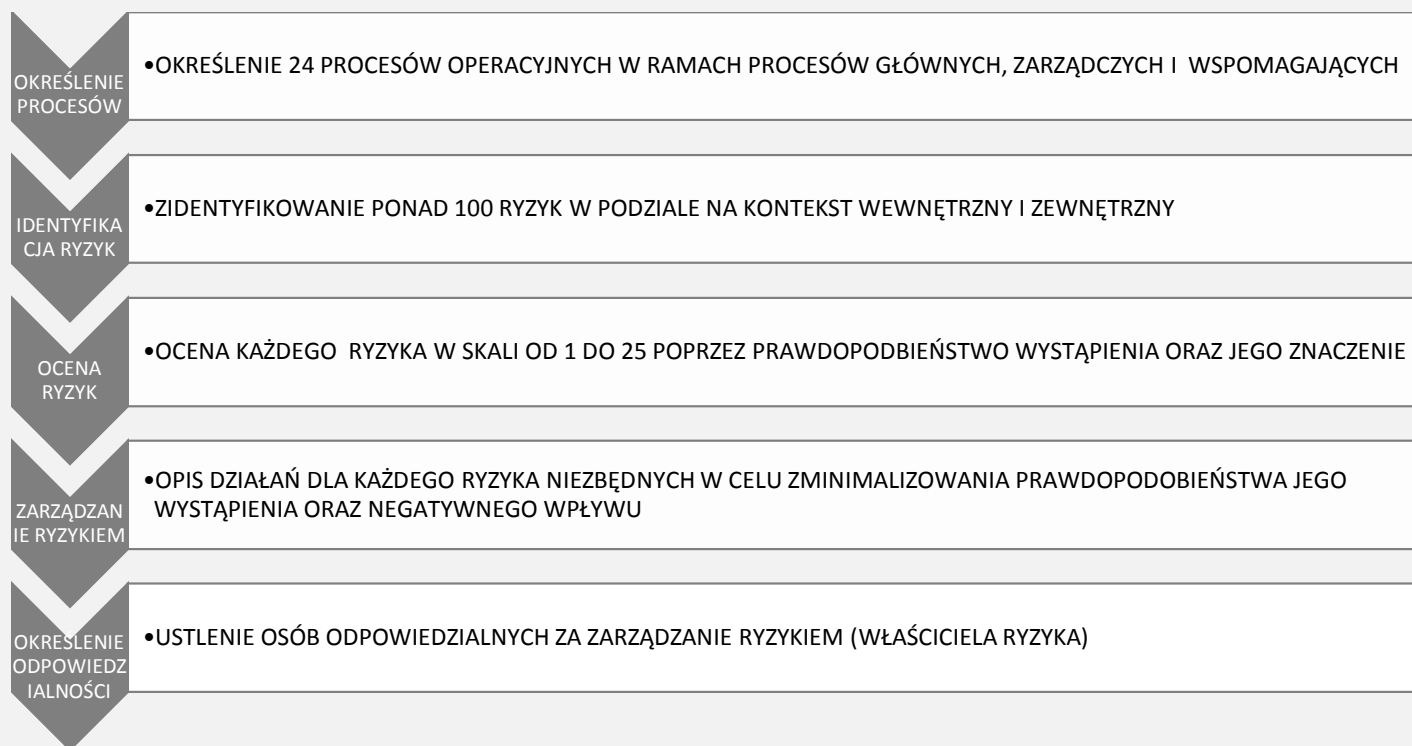 OKREŚLENIE
PROCESÓW
•OKREŚLENIE 24 PROCESÓW OPERACYJNYCH W RAMACH PROCESÓW GŁÓWNYCH, ZARZĄDCZYCH I WSPOMAGAJĄCYCH
IDENTYFIKA
CJA RYZYK
•ZIDENTYFIKOWANIE PONAD 100 RYZYK W PODZIALE NA KONTEKST WEWNĘTRZNY I ZEWNĘTRZNY
OCENA
RYZYK
•OCENA KAŻDEGO RYZYKA W SKALI OD 1 DO 25 POPRZEZ PRAWDOPODBIEŃSTWO WYSTĄPIENIA ORAZ JEGO ZNACZENIE
ZARZĄDZAN
IE RYZYKIEM
•OPIS DZIAŁAŃ DLA KAŻDEGO RYZYKA NIEZBĘDNYCH W CELU ZMINIMALIZOWANIA PRAWDOPODOBIEŃSTWA JEGO
WYSTĄPIENIA ORAZ NEGATYWNEGO WPŁYWU
OKREŚLENIE
ODPOWIEDZ
IALNOŚCI
•USTLENIE OSÓB ODPOWIEDZIALNYCH ZA ZARZĄDZANIE RYZYKIEM (WŁAŚCICIELA RYZYKA)